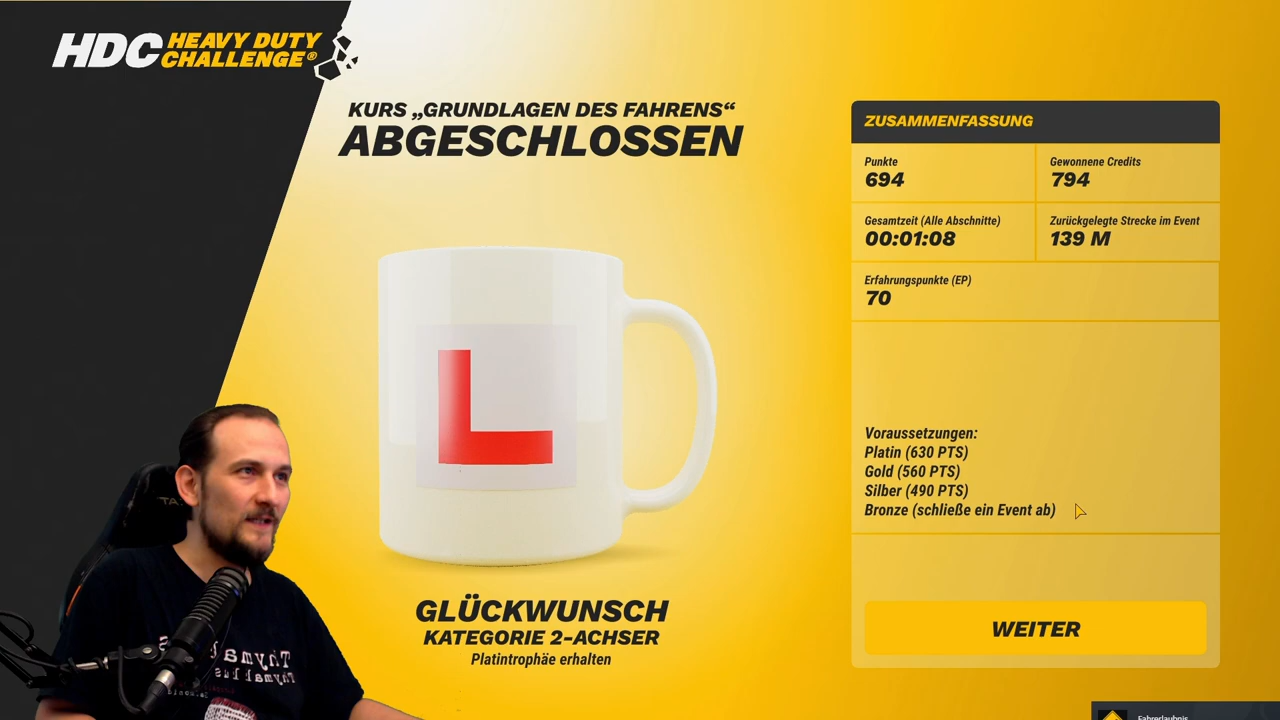 HDC HEAVY DUTY
CHALLENGE®
KURS „GRUNDLAGEN DES FAHRENS“
ABGESCHLOSSEN
L
GLÜCKWUNSCH
KATEGORIE 2-ACHSER
Platintrophäe erhalten
ZUSAMMENFASSUNG
Punkte
694
Gewonnene Credits
794
Gesamtzeit (Alle Abschnitte)
00:01:08
Zurückgelegte Strecke im Event
139 M
Erfahrungspunkte (EP)
70
Voraussetzungen:
Platin (630 PTS)
Gold (560 PTS)
Silber (490 PTS)
Bronze (schließe ein Event ab)
WEITER
Fahrerlaubnis